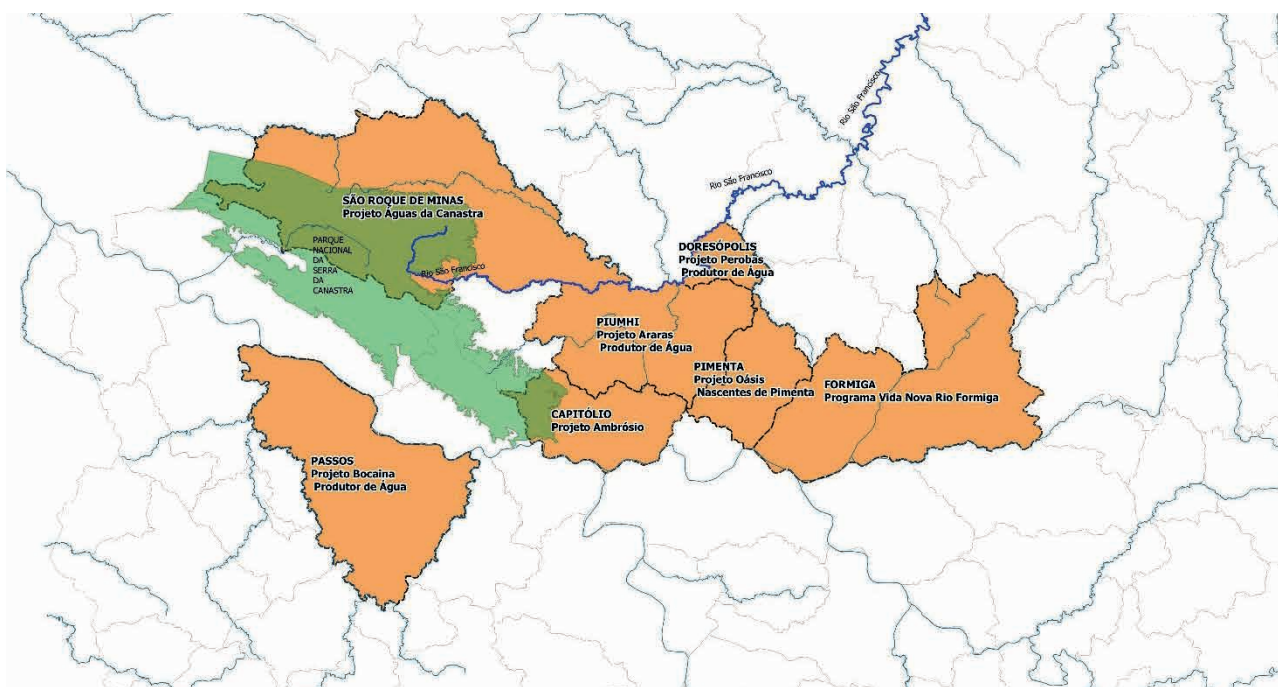 Rio São Francisco
Rio São Francisco
SÃO ROQUE DE MINAS
Projeto Águas da Canastra
PARQUE
NACIONAL
DA
SERRA
DA
CANASTRA
Rio São Francisco
DORESÓPOLIS
Projeto Perobas
Produtor de Água
PIUMHI
Projeto Araras
Produtor de Água
PIMENTA
Projeto Oásis
Nascentes de Pimenta
FORMIGA
Programa Vida Nova Rio Formiga
CAPITÓLIO
Projeto Ambrósio
PASSOS
Projeto Bocaina
Produtor de Água